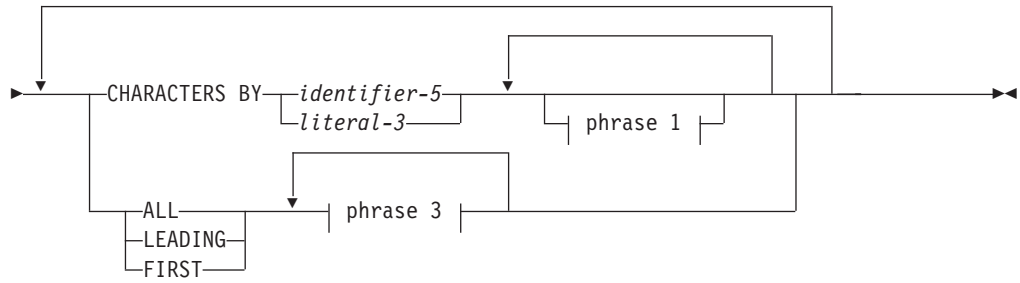 CHARACTERS BY identifier-5
literal-3
phrase 1
ALL
phrase 3
LEADING
FIRST